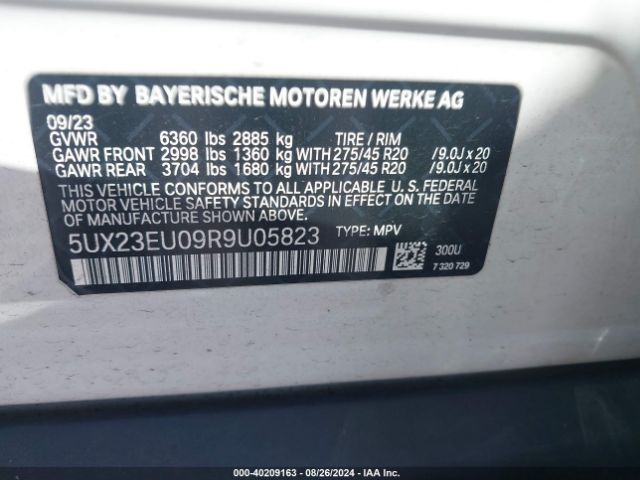 MFD BY BAYERISCHE MOTOREN WERKE AG
09/23
GVWR 6360 lbs 2885 kg TIRE / RIM
GAWR FRONT 2998 lbs 1360 kg WITH 275/45 R20 /9.0J x 20
GAWR REAR 3704 lbs 1680 kg WITH 275/45 R20 /9.0J x 20
THIS VEHICLE CONFORMS TO ALL APPLICABLE U. S. FEDERAL
MOTOR VEHICLE SAFETY STANDARDS IN EFFECT ON THE
DATE OF MANUFACTURE SHOWN ABOVE.
5UX23EU09R9U05823 TYPE: MPV
300U
7 320 729
000-40209163 | 08/26/2024 | IAA Inc.